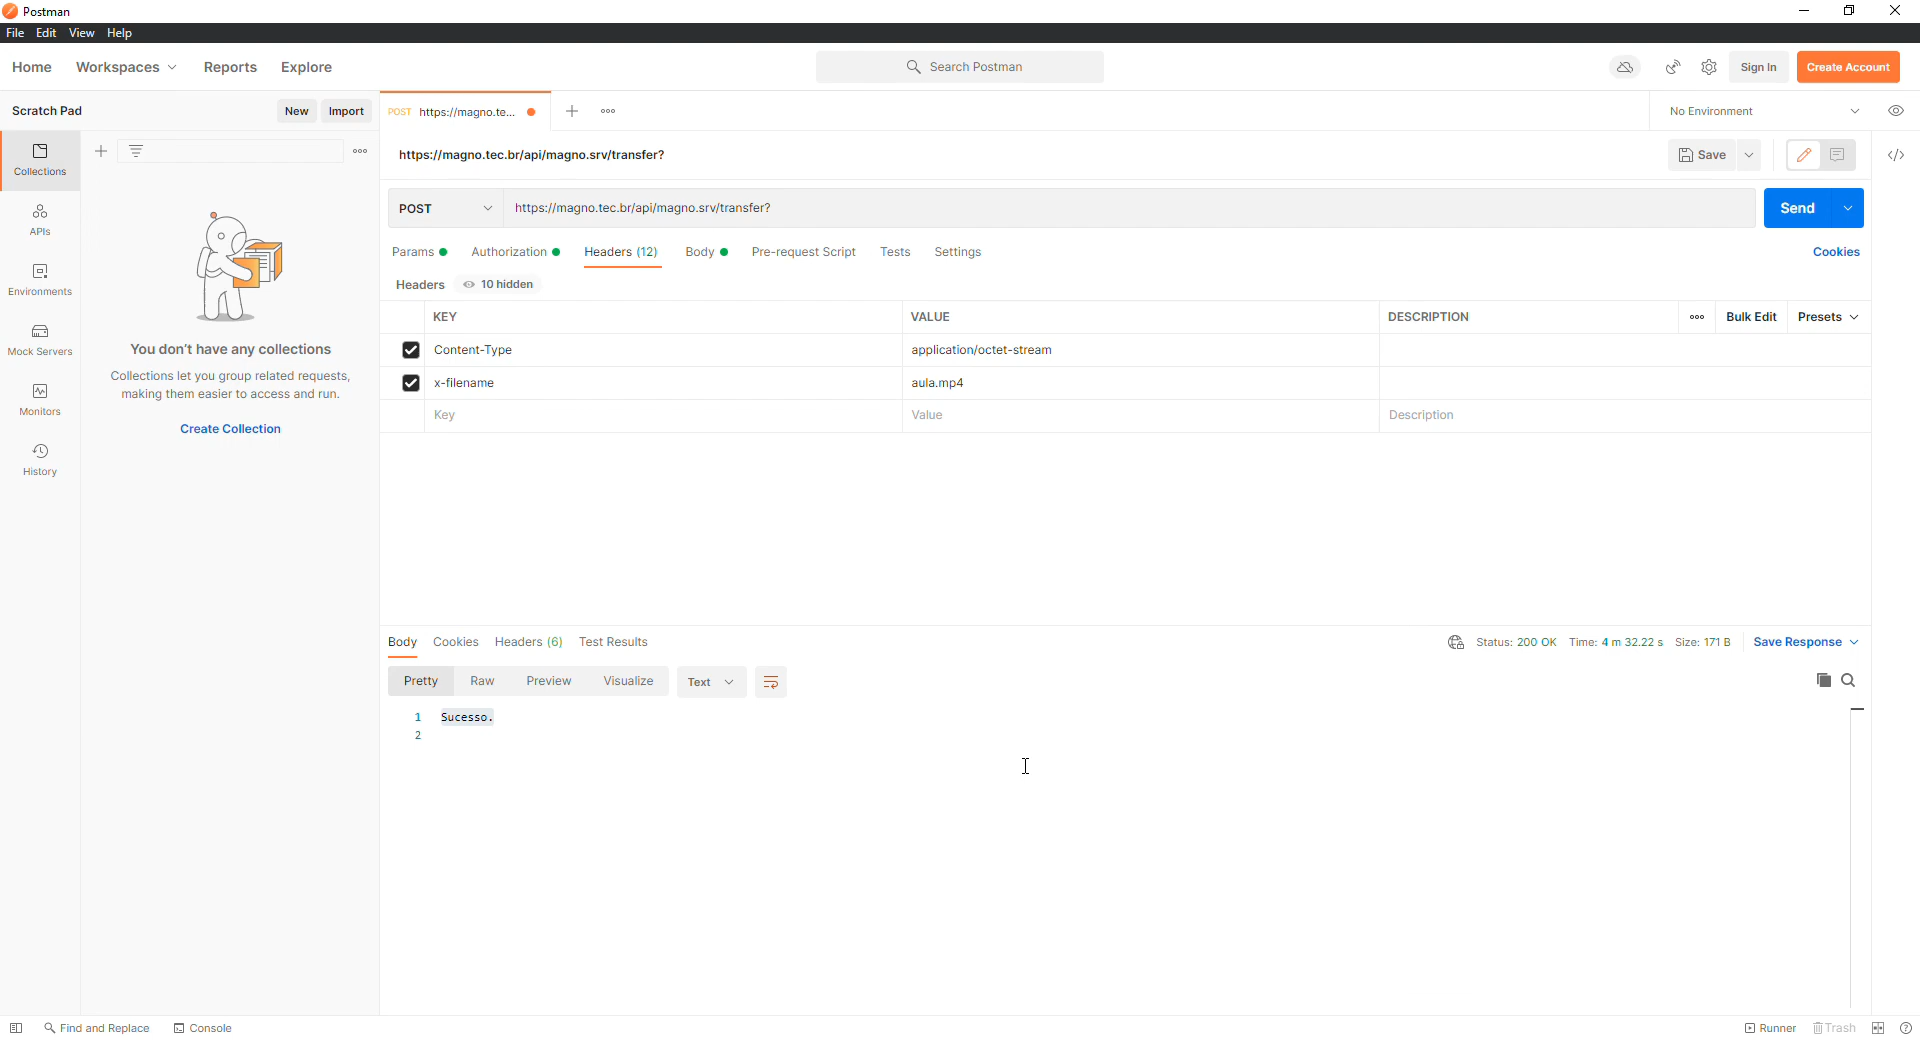 Postman
File Edit View Help
Home Workspaces Reports Explore Search Postman Sign In Create Account
Scratch Pad New Import POST https://magno.te... No Environment
Collections
APIs
Environments
Mock Servers
Monitors
History
You don't have any collections
Collections let you group related requests,
making them easier to access and run.
Create Collection
https://magno.tec.br/api/magno.srv/transfer? Save
POST https://magno.tec.br/api/magno.srv/transfer? Send
Params Authorization Headers (12) Body Pre-request Script Tests Settings Cookies
Headers 10 hidden
KEY VALUE DESCRIPTION Bulk Edit Presets
Content-Type application/octet-stream
x-filename aula.mp4
Key Value Description
Body Cookies Headers (6) Test Results Status: 200 OK Time: 4 m 32.22 s Size: 171 B Save Response
Pretty Raw Preview Visualize Text
1 Sucesso.
2
Find and Replace Console Runner Trash